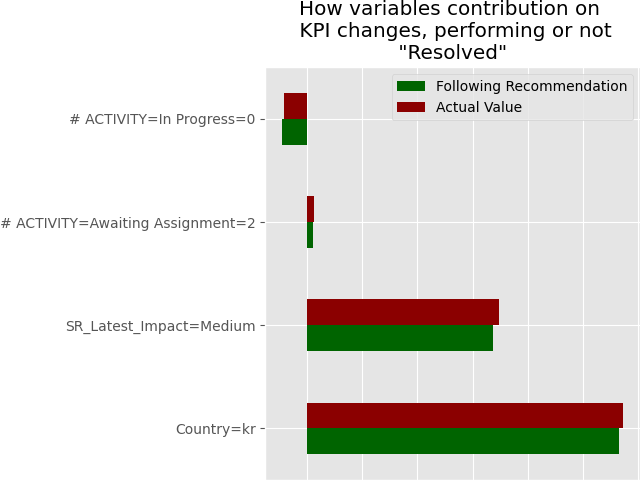 How variables contribution on
KPI changes, performing or not
"Resolved"
Following Recommendation
Actual Value
# ACTIVITY=In Progress=0
# ACTIVITY=Awaiting Assignment=2
SR_Latest_Impact=Medium
Country=kr